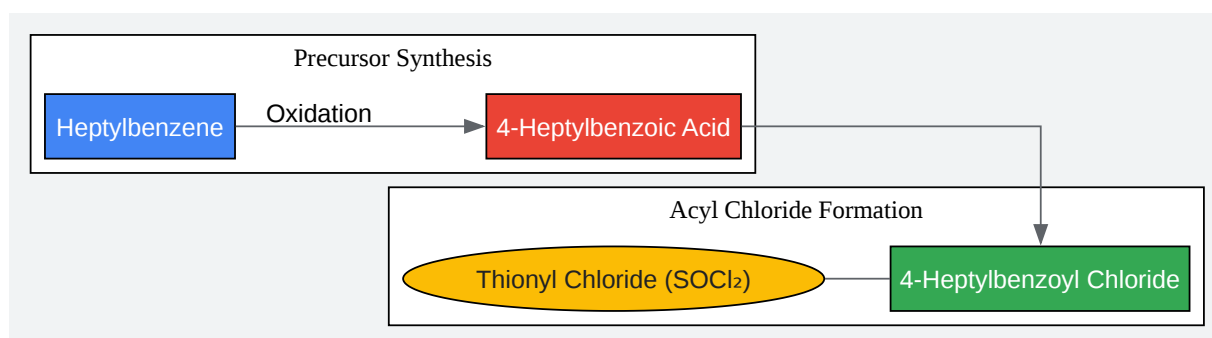 Precursor Synthesis
Heptylbenzene
Oxidation
4-Heptylbenzoic Acid
Acyl Chloride Formation
Thionyl Chloride (SOCl₂)
4-Heptylbenzoyl Chloride